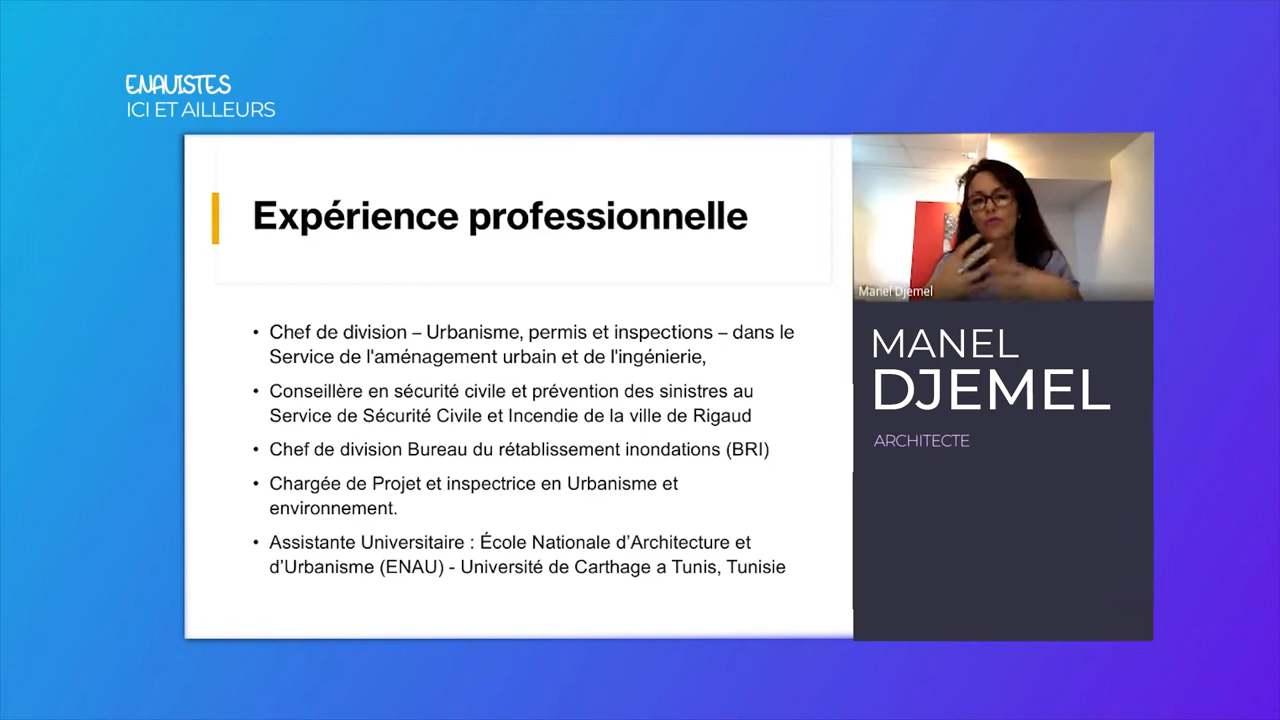 ENAUISTES
ICI ET AILLEURS
Expérience professionnelle
• Chef de division – Urbanisme, permis et inspections – dans le
Service de l'aménagement urbain et de l'ingénierie,
• Conseillère en sécurité civile et prévention des sinistres au
Service de Sécurité Civile et Incendie de la ville de Rigaud
• Chef de division Bureau du rétablissement inondations (BRI)
• Chargée de Projet et inspectrice en Urbanisme et
environnement.
• Assistante Universitaire : École Nationale d’Architecture et
d’Urbanisme (ENAU) - Université de Carthage a Tunis, Tunisie
Manel Djemel
MANEL
DJEMEL
ARCHITECTE